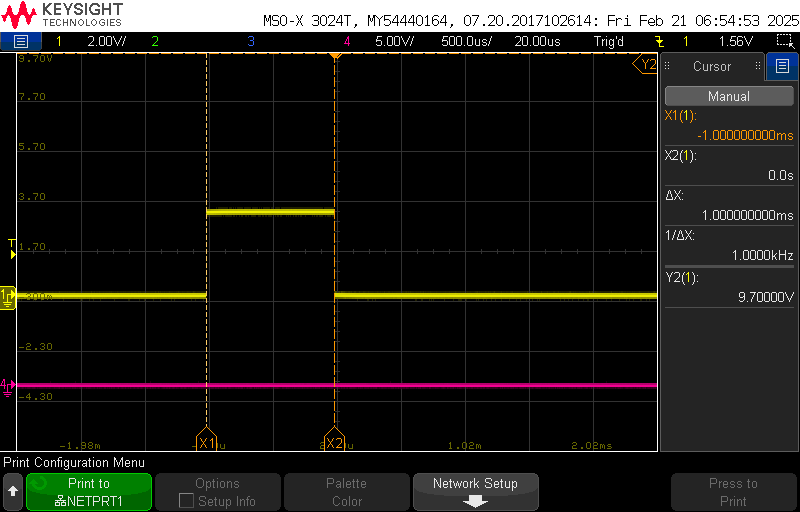 KEYSIGHT
TECHNOLOGIES
MSO-X 3024T, MY54440164, 07.20.2017102614: Fri Feb 21 06:54:53 2025
1 2.00V/ 2 3 4 5.00V/ 500.0us/ 20.00us Trig'd 1 1.56V
9.70V
Y2
7.70
5.70
3.70
T
1.70
1
-300m
-2.30
4
-4.30
X1 X2
-1.98m 1.02m 2.02ms
Cursor
Manual
X1(1):
-1.000000000ms
X2(1):
0.0s
ΔX:
1.000000000ms
1/ΔX:
1.0000kHz
Y2(1):
9.70000V
Print Configuration Menu
Print to
NETPRT1
Options
Setup Info
Palette
Color
Network Setup
Press to
Print